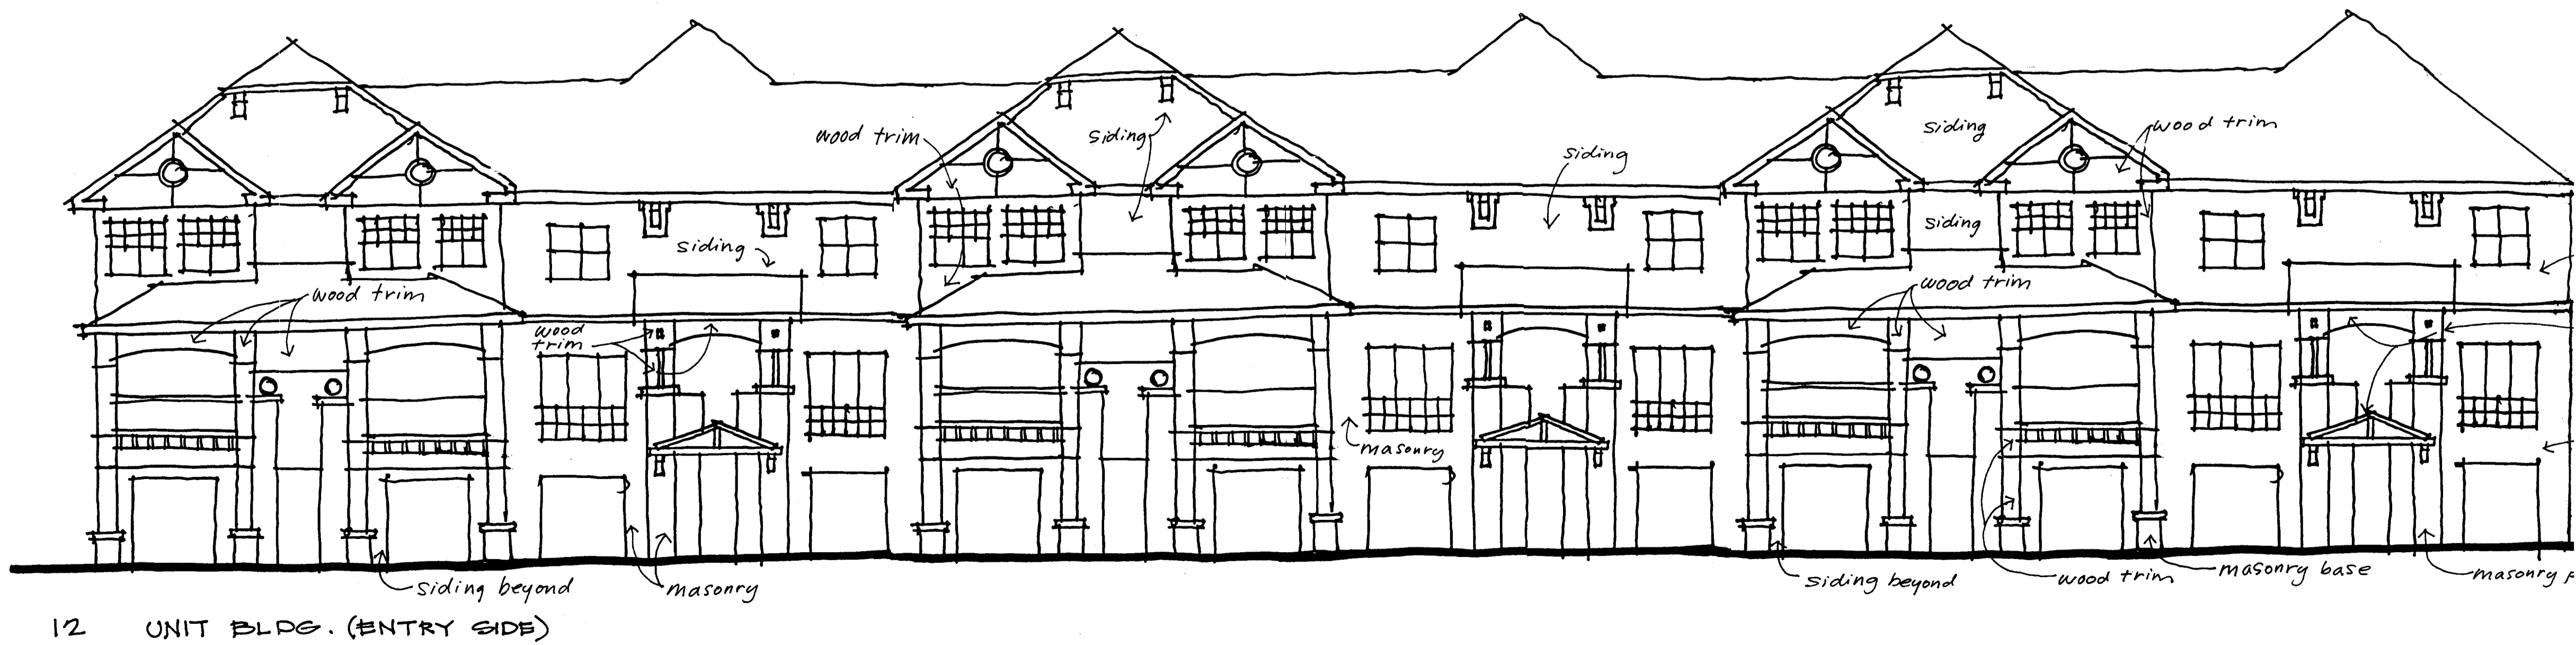 wood trim
siding
siding
siding
wood trim
siding
siding
wood trim
wood
trim
wood trim
masonry
siding beyond
masonry
siding beyond
wood trim
masonry base
masonry
12 UNIT BLDG. (ENTRY SIDE)